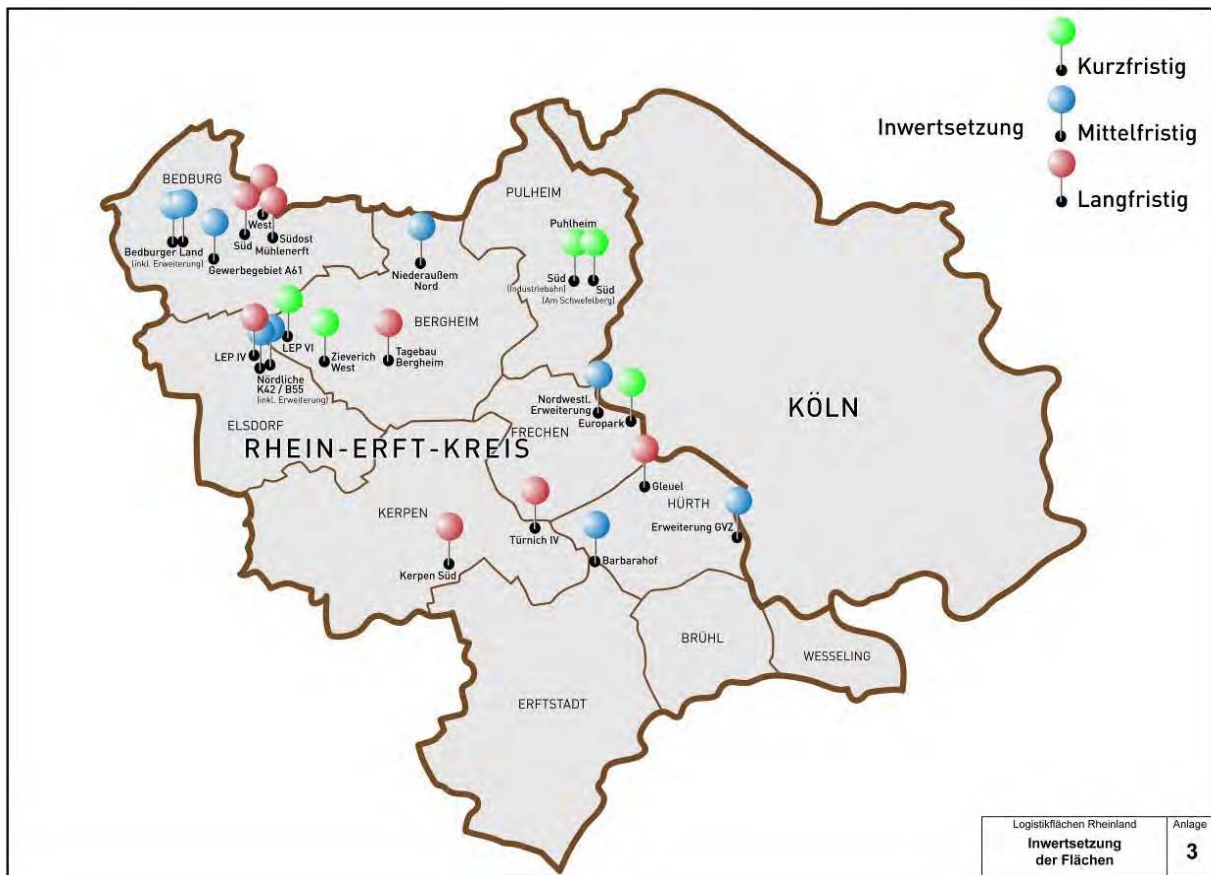 Kurzfristig
Inwertsetzung
Mittelfristig
Langfristig
BEDBURG
PULHEIM
West
Süd
Südost
Mühlenerft
Bedburger Land
(inkl. Erweiterung)
Gewerbegebiet A61
Niederaußem
Nord
Puhlheim
Süd
(Industriebahn)
Süd
(Am Schwefelberg)
BERGHEIM
LEP IV
LEP VI
Nördliche
K42 / B55
(inkl. Erweiterung)
Zieverich
West
Tagebau
Bergheim
ELSDORF
Nordwestl.
Erweiterung
Europark
FRECHEN
KÖLN
RHEIN-ERFT-KREIS
Gleuel
HÜRTH
KERPEN
Türnich IV
Erweiterung GVZ
Kerpen Süd
Barbarahof
BRÜHL
WESSELING
ERFTSTADT
Logistikflächen Rheinland
Inwertsetzung
der Flächen
Anlage
3